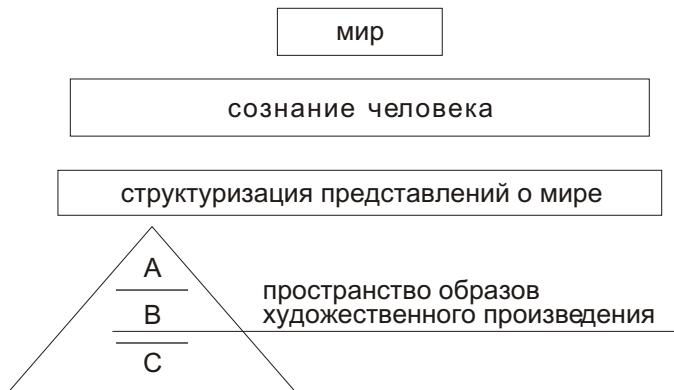 мир
сознание человека
структуризация представлений о мире
A
B
C
пространство образов
художественного произведения